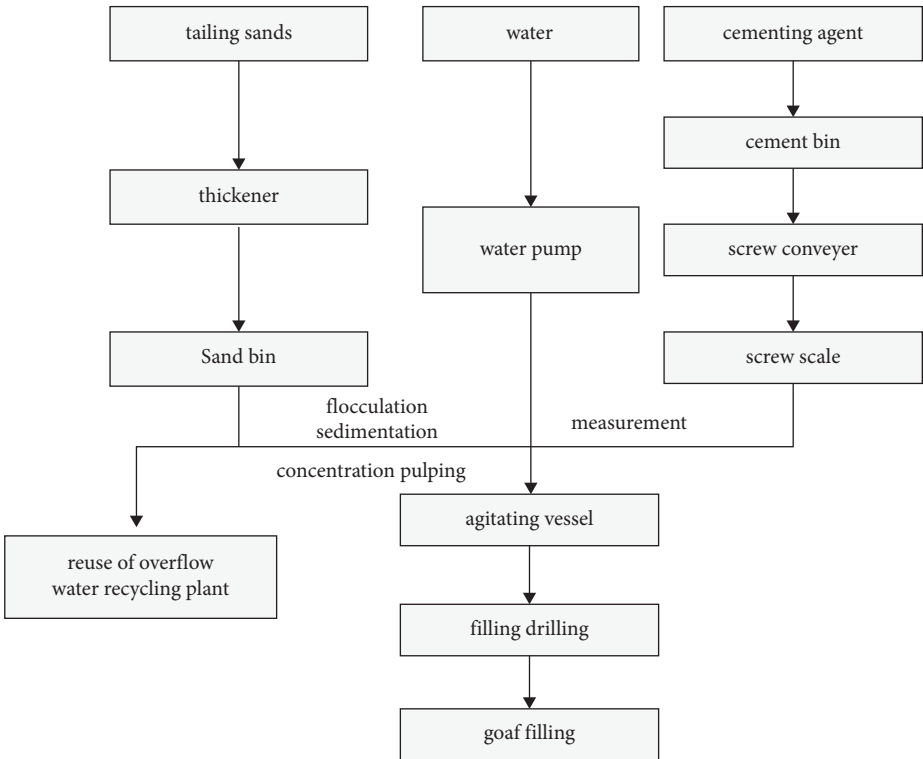 tailing sands
water
cementing agent
cement bin
thickener
water pump
screw conveyer
Sand bin
screw scale
flocculation
sedimentation
measurement
concentration pulping
agitating vessel
reuse of overflow
water recycling plant
filling drilling
goaf filling